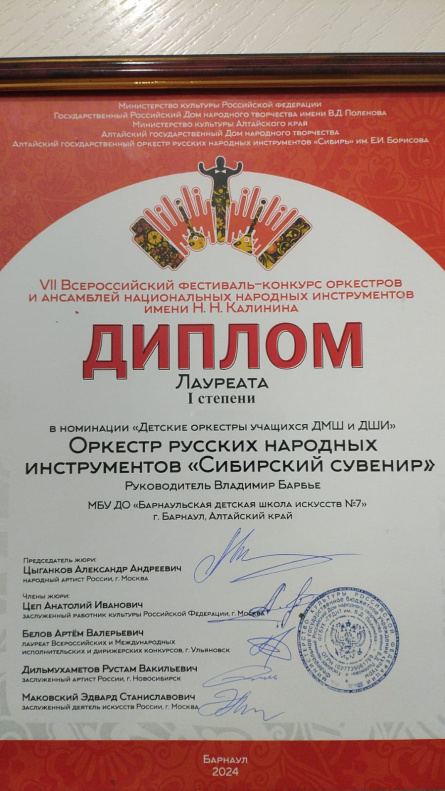 Министерство культуры Российской Федерации
Государственный Российский Дом народного творчества имени В.Д. Поленова
Министерство культуры Алтайского края
Алтайский государственный Дом народного творчества
Алтайский государственный оркестр русских народных инструментов «Сибирь» им. Е.И. Борисова
VII Всероссийский фестиваль-конкурс оркестров
и ансамблей национальных народных инструментов
имени Н. Н. Калинина
ДИПЛОМ
Лауреата
I степени
в номинации «Детские оркестры учащихся ДМШ и ДШИ»
Оркестр русских народных
инструментов «Сибирский сувенир»
Руководитель Владимир Барбье
МБУ ДО «Барнаульская детская школа искусств №7»
г. Барнаул, Алтайский край
Председатель жюри:
Цыганков Александр Андреевич
народный артист России, г. Москва
Члены жюри:
Цеп Анатолий Иванович
заслуженный работник культуры Российской Федерации, г. Москва
Белов Артём Валерьевич
лауреат Всероссийских и Международных
исполнительских и дирижерских конкурсов, г. Ульяновск
Дильмухаметов Рустам Вакильевич
заслуженный артист России, г. Новосибирск
Маковский Эдвард Станиславович
заслуженный деятель искусств России, г. Москва
Барнаул
2024